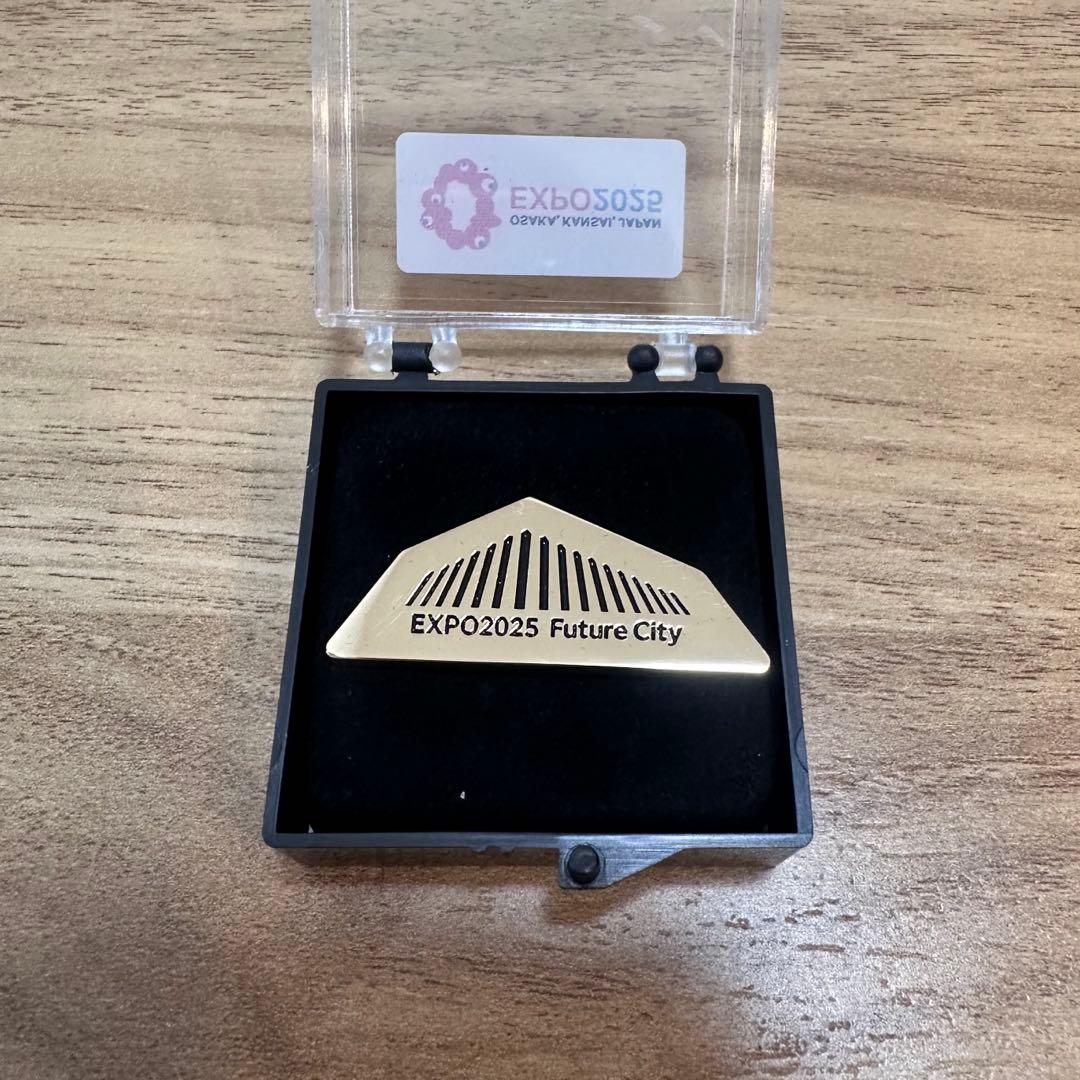 EXPO2025
OSAKA, KANSAI, JAPAN
EXPO2025 Future City